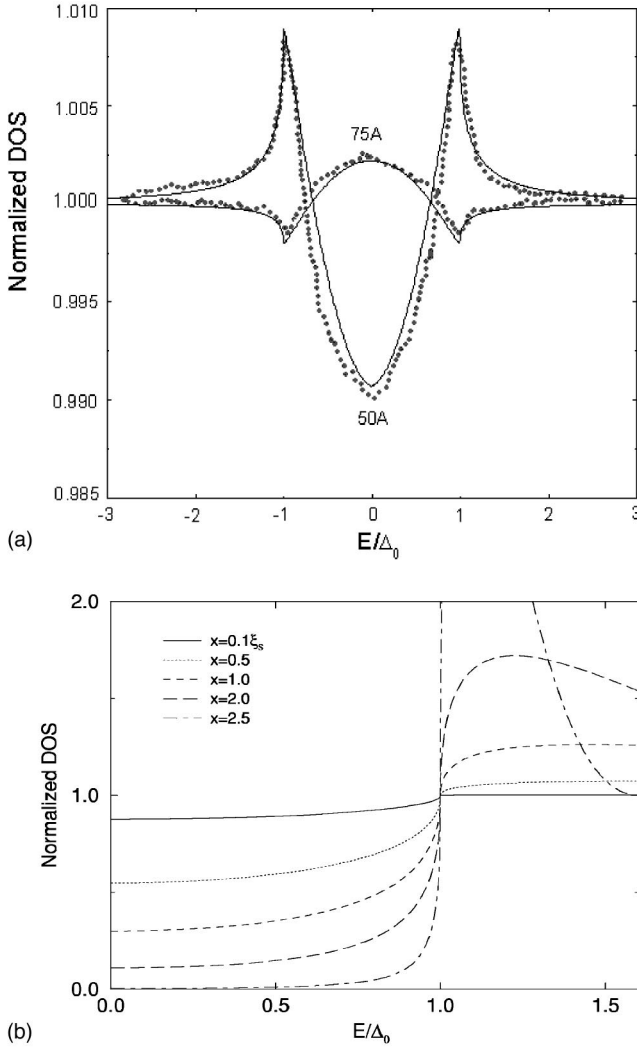 1.010
1.005
1.000
0.995
0.990
0.985
Normalized DOS
75A
50A
-3 -2 -1 0 1 2 3
E/Δ₀
(a)
2.0
1.0
0.0
Normalized DOS
x=0.1ξₛ
x=0.5
x=1.0
x=2.0
x=2.5
0.0 0.5 1.0 1.5
E/Δ₀
(b)